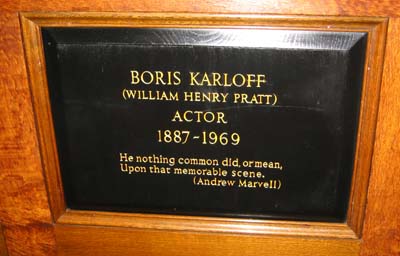 BORIS KARLOFF
(WILLIAM HENRY PRATT)
ACTOR
1887-1969
He nothing common did, or mean,
Upon that memorable scene.
(Andrew Marvell)